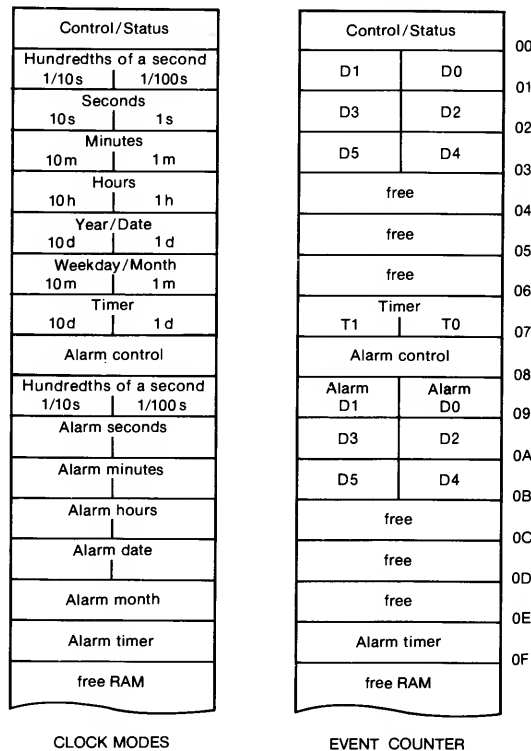 Control/Status
Hundredths of a second
1/10s 1/100s
Seconds
10s 1s
Minutes
10m 1m
Hours
10h 1h
Year/Date
10d 1d
Weekday/Month
10m 1m
Timer
10d 1d
Alarm control
Hundredths of a second
1/10s 1/100s
Alarm seconds
Alarm minutes
Alarm hours
Alarm date
Alarm month
Alarm timer
free RAM
CLOCK MODES
Control/Status
00
D1 D0
01
D3 D2
02
D5 D4
03
free
04
free
05
free
06
Timer
T1 T0
07
Alarm control
08
Alarm Alarm
D1 D0
09
D3 D2
0A
D5 D4
0B
free
0C
free
0D
free
0E
Alarm timer
0F
free RAM
EVENT COUNTER